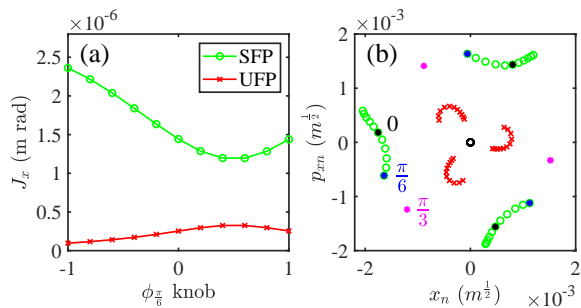 ×10⁻⁶
(a)
SFP
UFP
2.5
2
1.5
1
0.5
0
J_x (m rad)
-1
0
1
ϕ_{π/6} knob
×10⁻³
(b)
2
1
0
-1
-2
p_{xn} (m^{1/2})
0
π/6
π/3
-2
0
2
x_n (m^{1/2})
×10⁻³